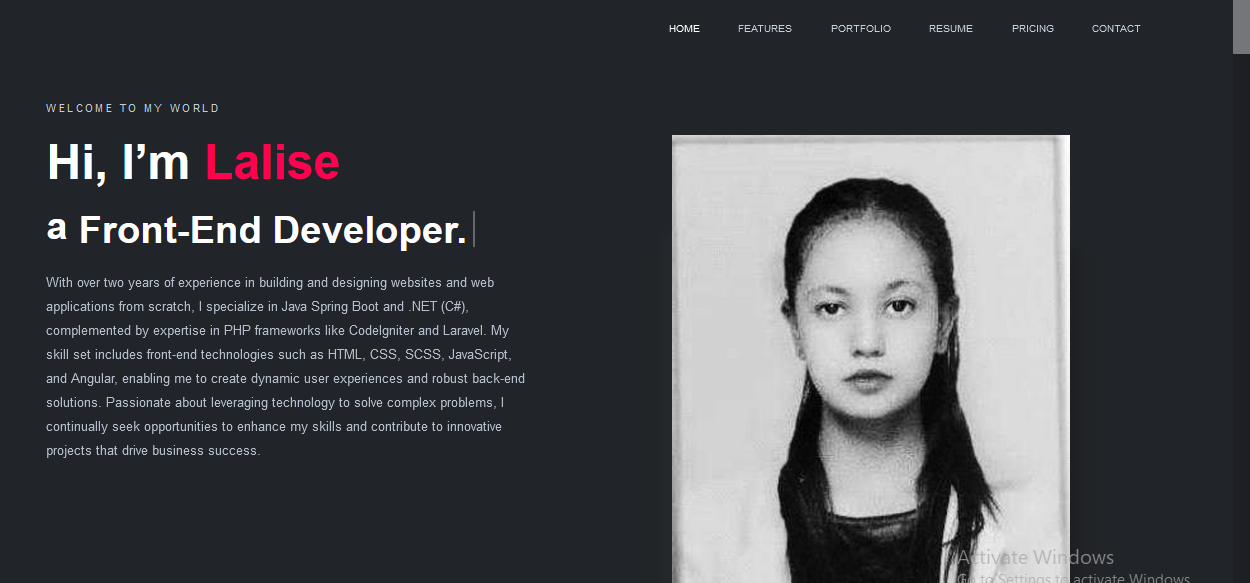 HOME FEATURES PORTFOLIO RESUME PRICING CONTACT
WELCOME TO MY WORLD
Hi, I’m Lalise
a Front-End Developer.
With over two years of experience in building and designing websites and web
applications from scratch, I specialize in Java Spring Boot and .NET (C#),
complemented by expertise in PHP frameworks like CodeIgniter and Laravel. My
skill set includes front-end technologies such as HTML, CSS, SCSS, JavaScript,
and Angular, enabling me to create dynamic user experiences and robust back-end
solutions. Passionate about leveraging technology to solve complex problems, I
continually seek opportunities to enhance my skills and contribute to innovative
projects that drive business success.
Activate Windows
Go to Settings to activate Windows.